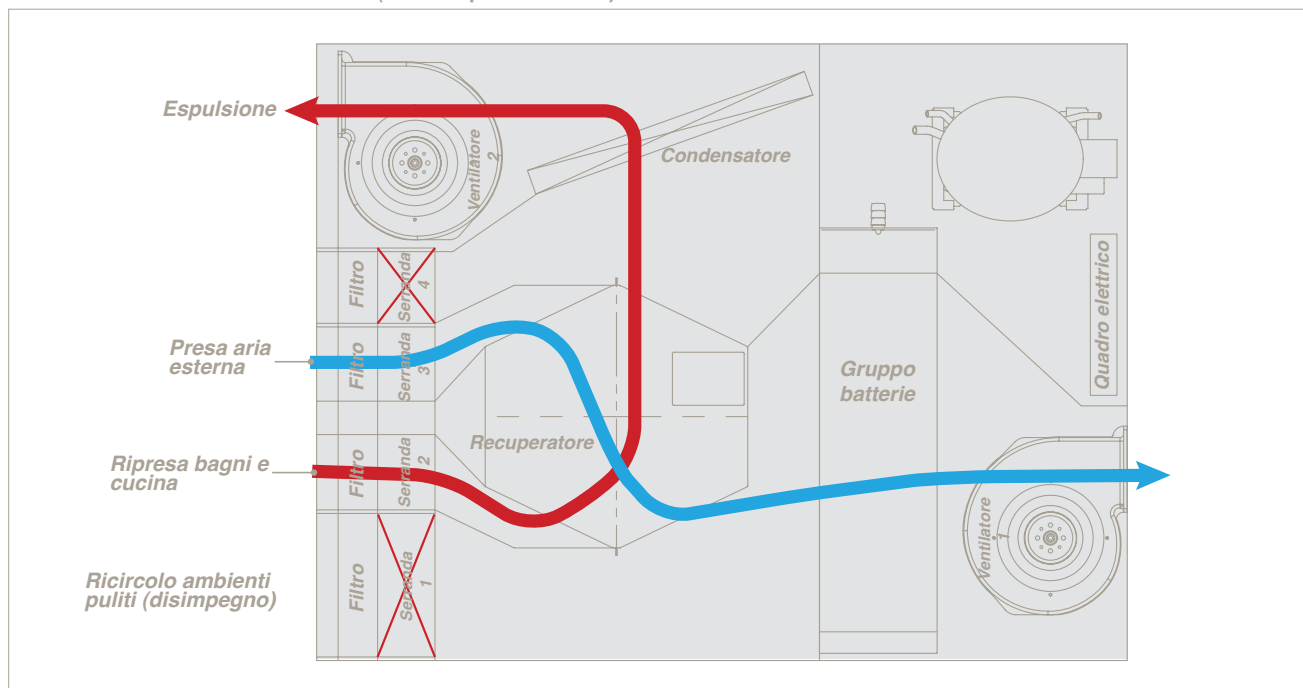 Espulsione
Ventilatore
2
Condensatore
Filtro
Serranda
4
Presa aria
esterna
Filtro
Serranda
3
Gruppo
batterie
Quadro elettrico
Recuperatore
Ripresa bagni e
cucina
Filtro
Serranda
2
Ricircolo ambienti
puliti (disimpegno)
Filtro
Serranda
1
Ventilatore
1